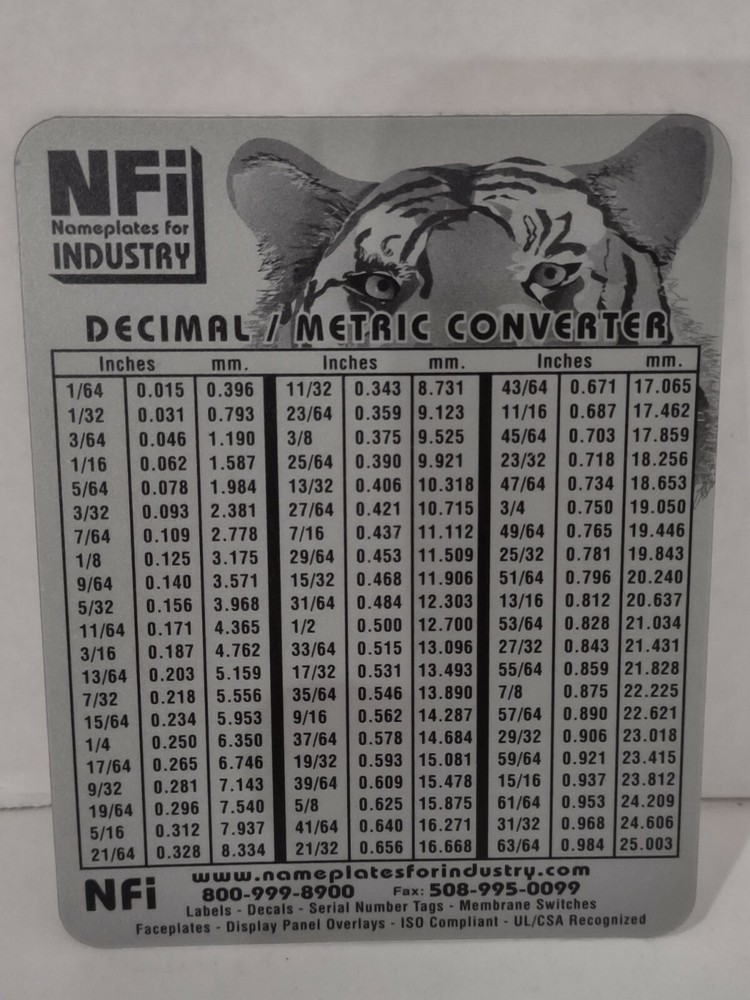 NFi
Nameplates for
INDUSTRY
DECIMAL / METRIC CONVERTER
Inches mm. Inches mm. Inches mm.
1/64 0.015 0.396 11/32 0.343 8.731 43/64 0.671 17.065
1/32 0.031 0.793 23/64 0.359 9.123 11/16 0.687 17.462
3/64 0.046 1.190 3/8 0.375 9.525 45/64 0.703 17.859
1/16 0.062 1.587 25/64 0.390 9.921 23/32 0.718 18.256
5/64 0.078 1.984 13/32 0.406 10.318 47/64 0.734 18.653
3/32 0.093 2.381 27/64 0.421 10.715 3/4 0.750 19.050
7/64 0.109 2.778 7/16 0.437 11.112 49/64 0.765 19.446
1/8 0.125 3.175 29/64 0.453 11.509 25/32 0.781 19.843
9/64 0.140 3.571 15/32 0.468 11.906 51/64 0.796 20.240
5/32 0.156 3.968 31/64 0.484 12.303 13/16 0.812 20.637
11/64 0.171 4.365 1/2 0.500 12.700 53/64 0.828 21.034
3/16 0.187 4.762 33/64 0.515 13.096 27/32 0.843 21.431
13/64 0.203 5.159 17/32 0.531 13.493 55/64 0.859 21.828
7/32 0.218 5.556 35/64 0.546 13.890 7/8 0.875 22.225
15/64 0.234 5.953 9/16 0.562 14.287 57/64 0.890 22.621
1/4 0.250 6.350 37/64 0.578 14.684 29/32 0.906 23.018
17/64 0.265 6.746 19/32 0.593 15.081 59/64 0.921 23.415
9/32 0.281 7.143 39/64 0.609 15.478 15/16 0.937 23.812
19/64 0.296 7.540 5/8 0.625 15.875 61/64 0.953 24.209
5/16 0.312 7.937 41/64 0.640 16.271 31/32 0.968 24.606
21/64 0.328 8.334 21/32 0.656 16.668 63/64 0.984 25.003
NFi
www.nameplatesforindustry.com
800-999-8900 Fax: 508-995-0099
Labels - Decals - Serial Number Tags - Membrane Switches
Faceplates - Display Panel Overlays - ISO Compliant - UL/CSA Recognized